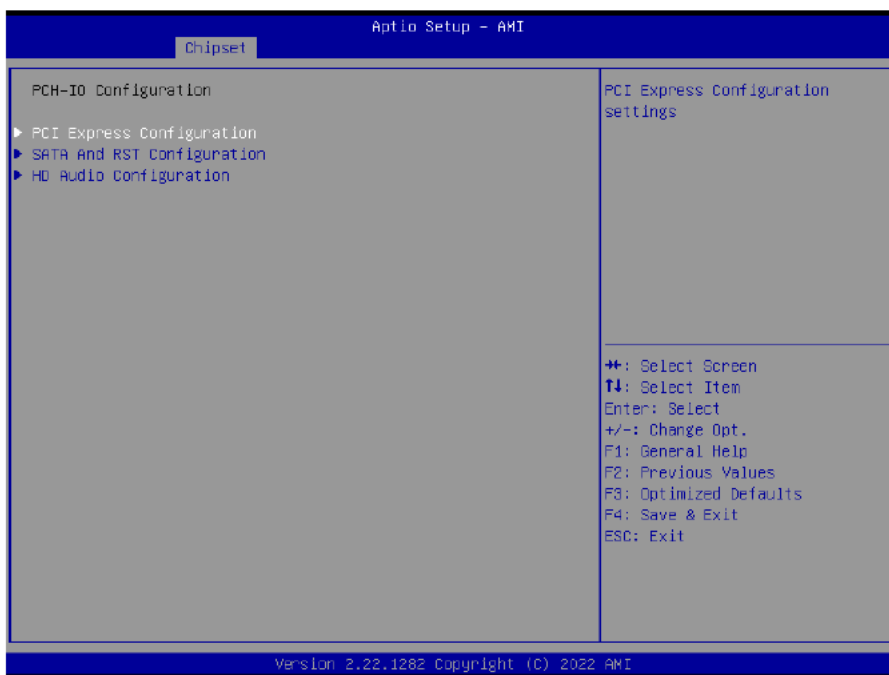 Aptio Setup - AMI
Chipset
PCH-IO Configuration
PCI Express Configuration
SATA And RST Configuration
HD Audio Configuration
PCI Express Configuration
settings
→←: Select Screen
↑↓: Select Item
Enter: Select
+/-: Change Opt.
F1: General Help
F2: Previous Values
F3: Optimized Defaults
F4: Save & Exit
ESC: Exit
Version 2.22.1282 Copyright (C) 2022 AMI